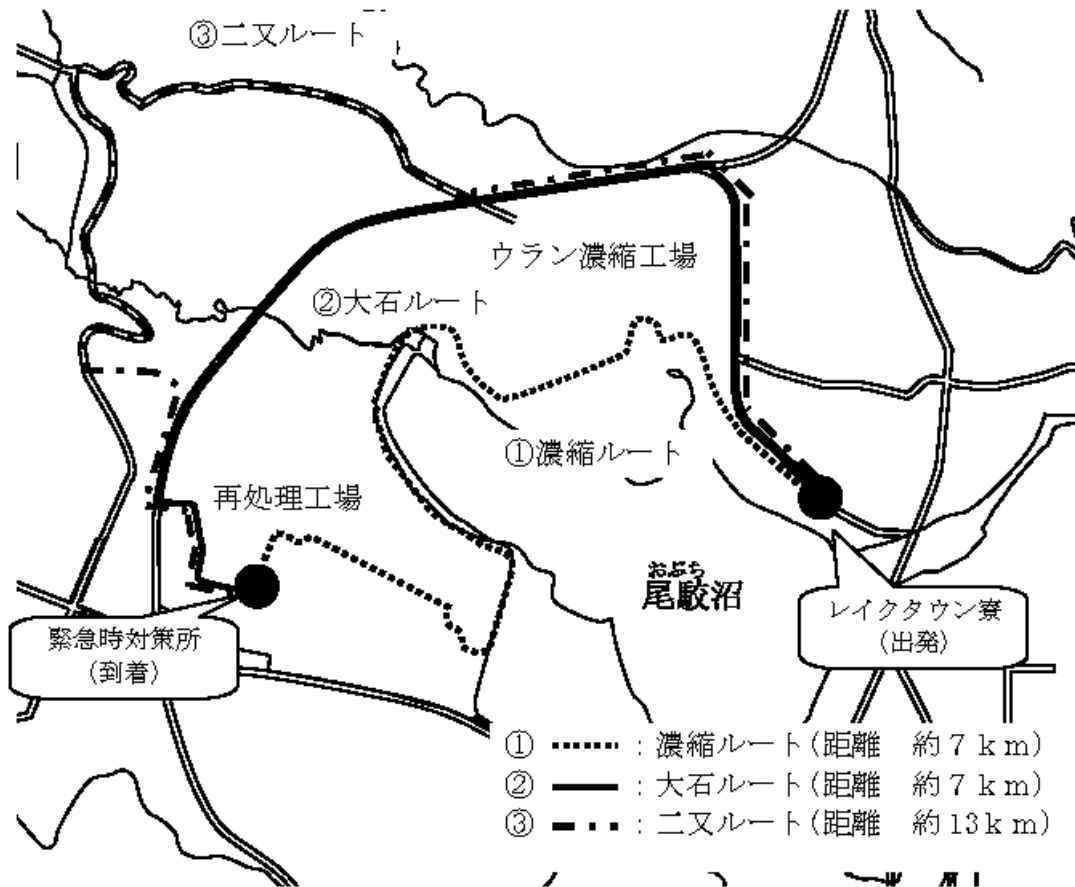 ③二又ルート
ウラン濃縮工場
②大石ルート
①濃縮ルート
再処理工場
おぶち
尾駮沼
レイクタウン寮
(出発)
緊急時対策所
(到着)
① : 濃縮ルート(距離 約7km)
② : 大石ルート(距離 約7km)
③ : 二又ルート(距離 約13km)